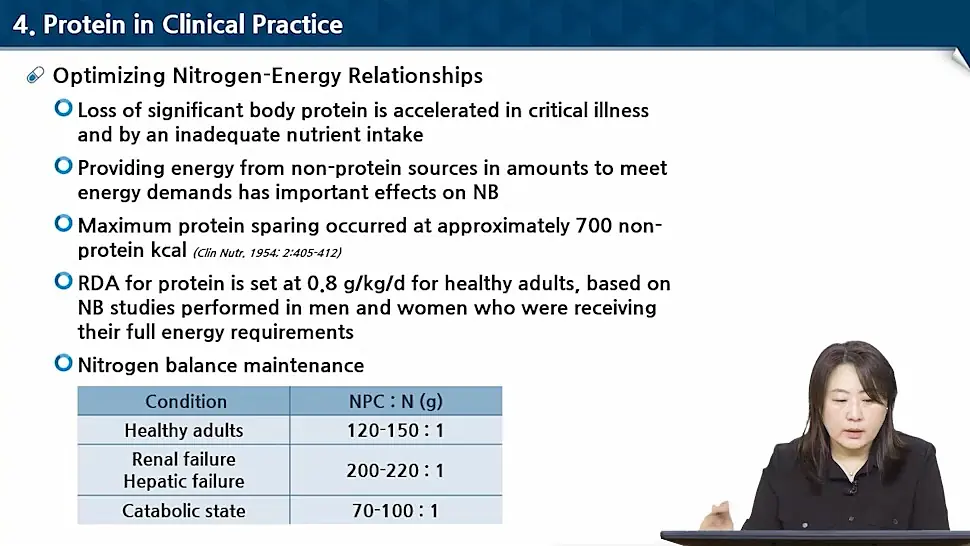 4. Protein in Clinical Practice
Optimizing Nitrogen-Energy Relationships
Loss of significant body protein is accelerated in critical illness
and by an inadequate nutrient intake
Providing energy from non-protein sources in amounts to meet
energy demands has important effects on NB
Maximum protein sparing occurred at approximately 700 non-
protein kcal (Clin Nutr. 1954; 2:405-412)
RDA for protein is set at 0.8 g/kg/d for healthy adults, based on
NB studies performed in men and women who were receiving
their full energy requirements
Nitrogen balance maintenance
Condition NPC : N (g)
Healthy adults 120-150 : 1
Renal failure
Hepatic failure 200-220 : 1
Catabolic state 70-100 : 1